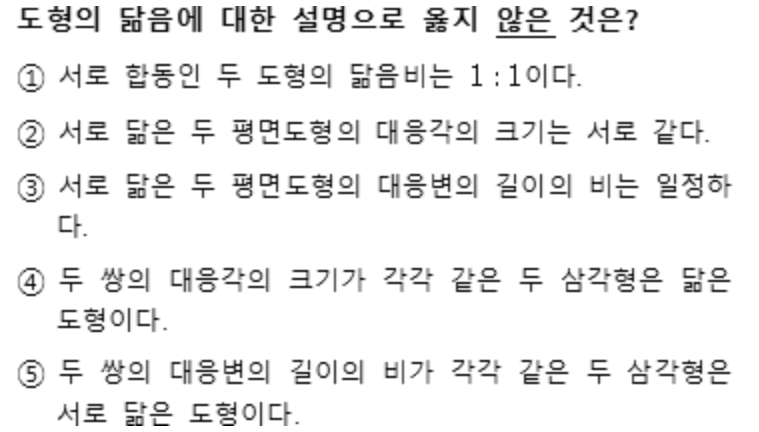 도형의 닮음에 대한 설명으로 옳지 않은 것은?
① 서로 합동인 두 도형의 닮음비는 1:1이다.
② 서로 닮은 두 평면도형의 대응각의 크기는 서로 같다.
③ 서로 닮은 두 평면도형의 대응변의 길이의 비는 일정하
다.
④ 두 쌍의 대응각의 크기가 각각 같은 두 삼각형은 닮은
도형이다.
⑤ 두 쌍의 대응변의 길이의 비가 각각 같은 두 삼각형은
서로 닮은 도형이다.